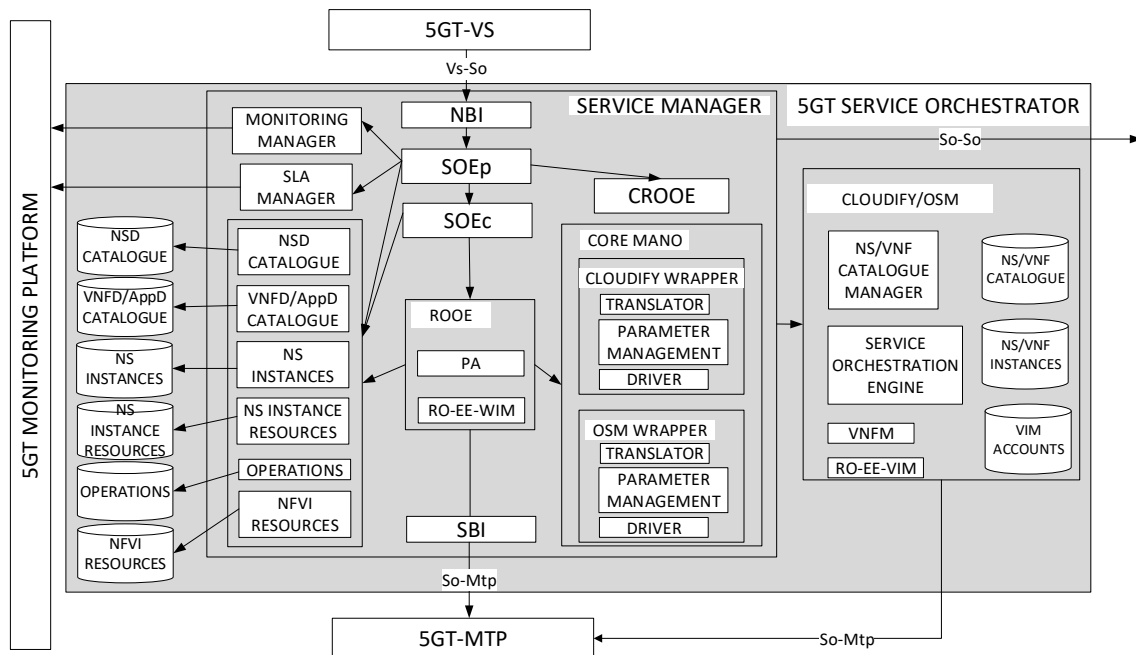 5GT MONITORING PLATFORM
5GT-VS
Vs-So
SERVICE MANAGER
5GT SERVICE ORCHESTRATOR
NBI
MONITORING
MANAGER
So-So
SOEp
SLA
MANAGER
CROOE
SOEc
NSD
CATALOGUE
VNFD/AppD
CATALOGUE
NS
INSTANCES
NS
INSTANCE
RESOURCES
OPERATIONS
NFVI
RESOURCES
NSD
CATALOGUE
VNFD/AppD
CATALOGUE
NS
INSTANCES
NS INSTANCE
RESOURCES
OPERATIONS
NFVI
RESOURCES
ROOE
PA
RO-EE-WIM
SBI
CORE MANO
CLOUDIFY WRAPPER
TRANSLATOR
PARAMETER
MANAGEMENT
DRIVER
OSM WRAPPER
TRANSLATOR
PARAMETER
MANAGEMENT
DRIVER
CLOUDIFY/OSM
NS/VNF
CATALOGUE
MANAGER
SERVICE
ORCHESTRATION
ENGINE
VNFM
RO-EE-VIM
NS/VNF
CATALOGUE
NS/VNF
INSTANCES
VIM
ACCOUNTS
So-Mtp
5GT-MTP
So-Mtp